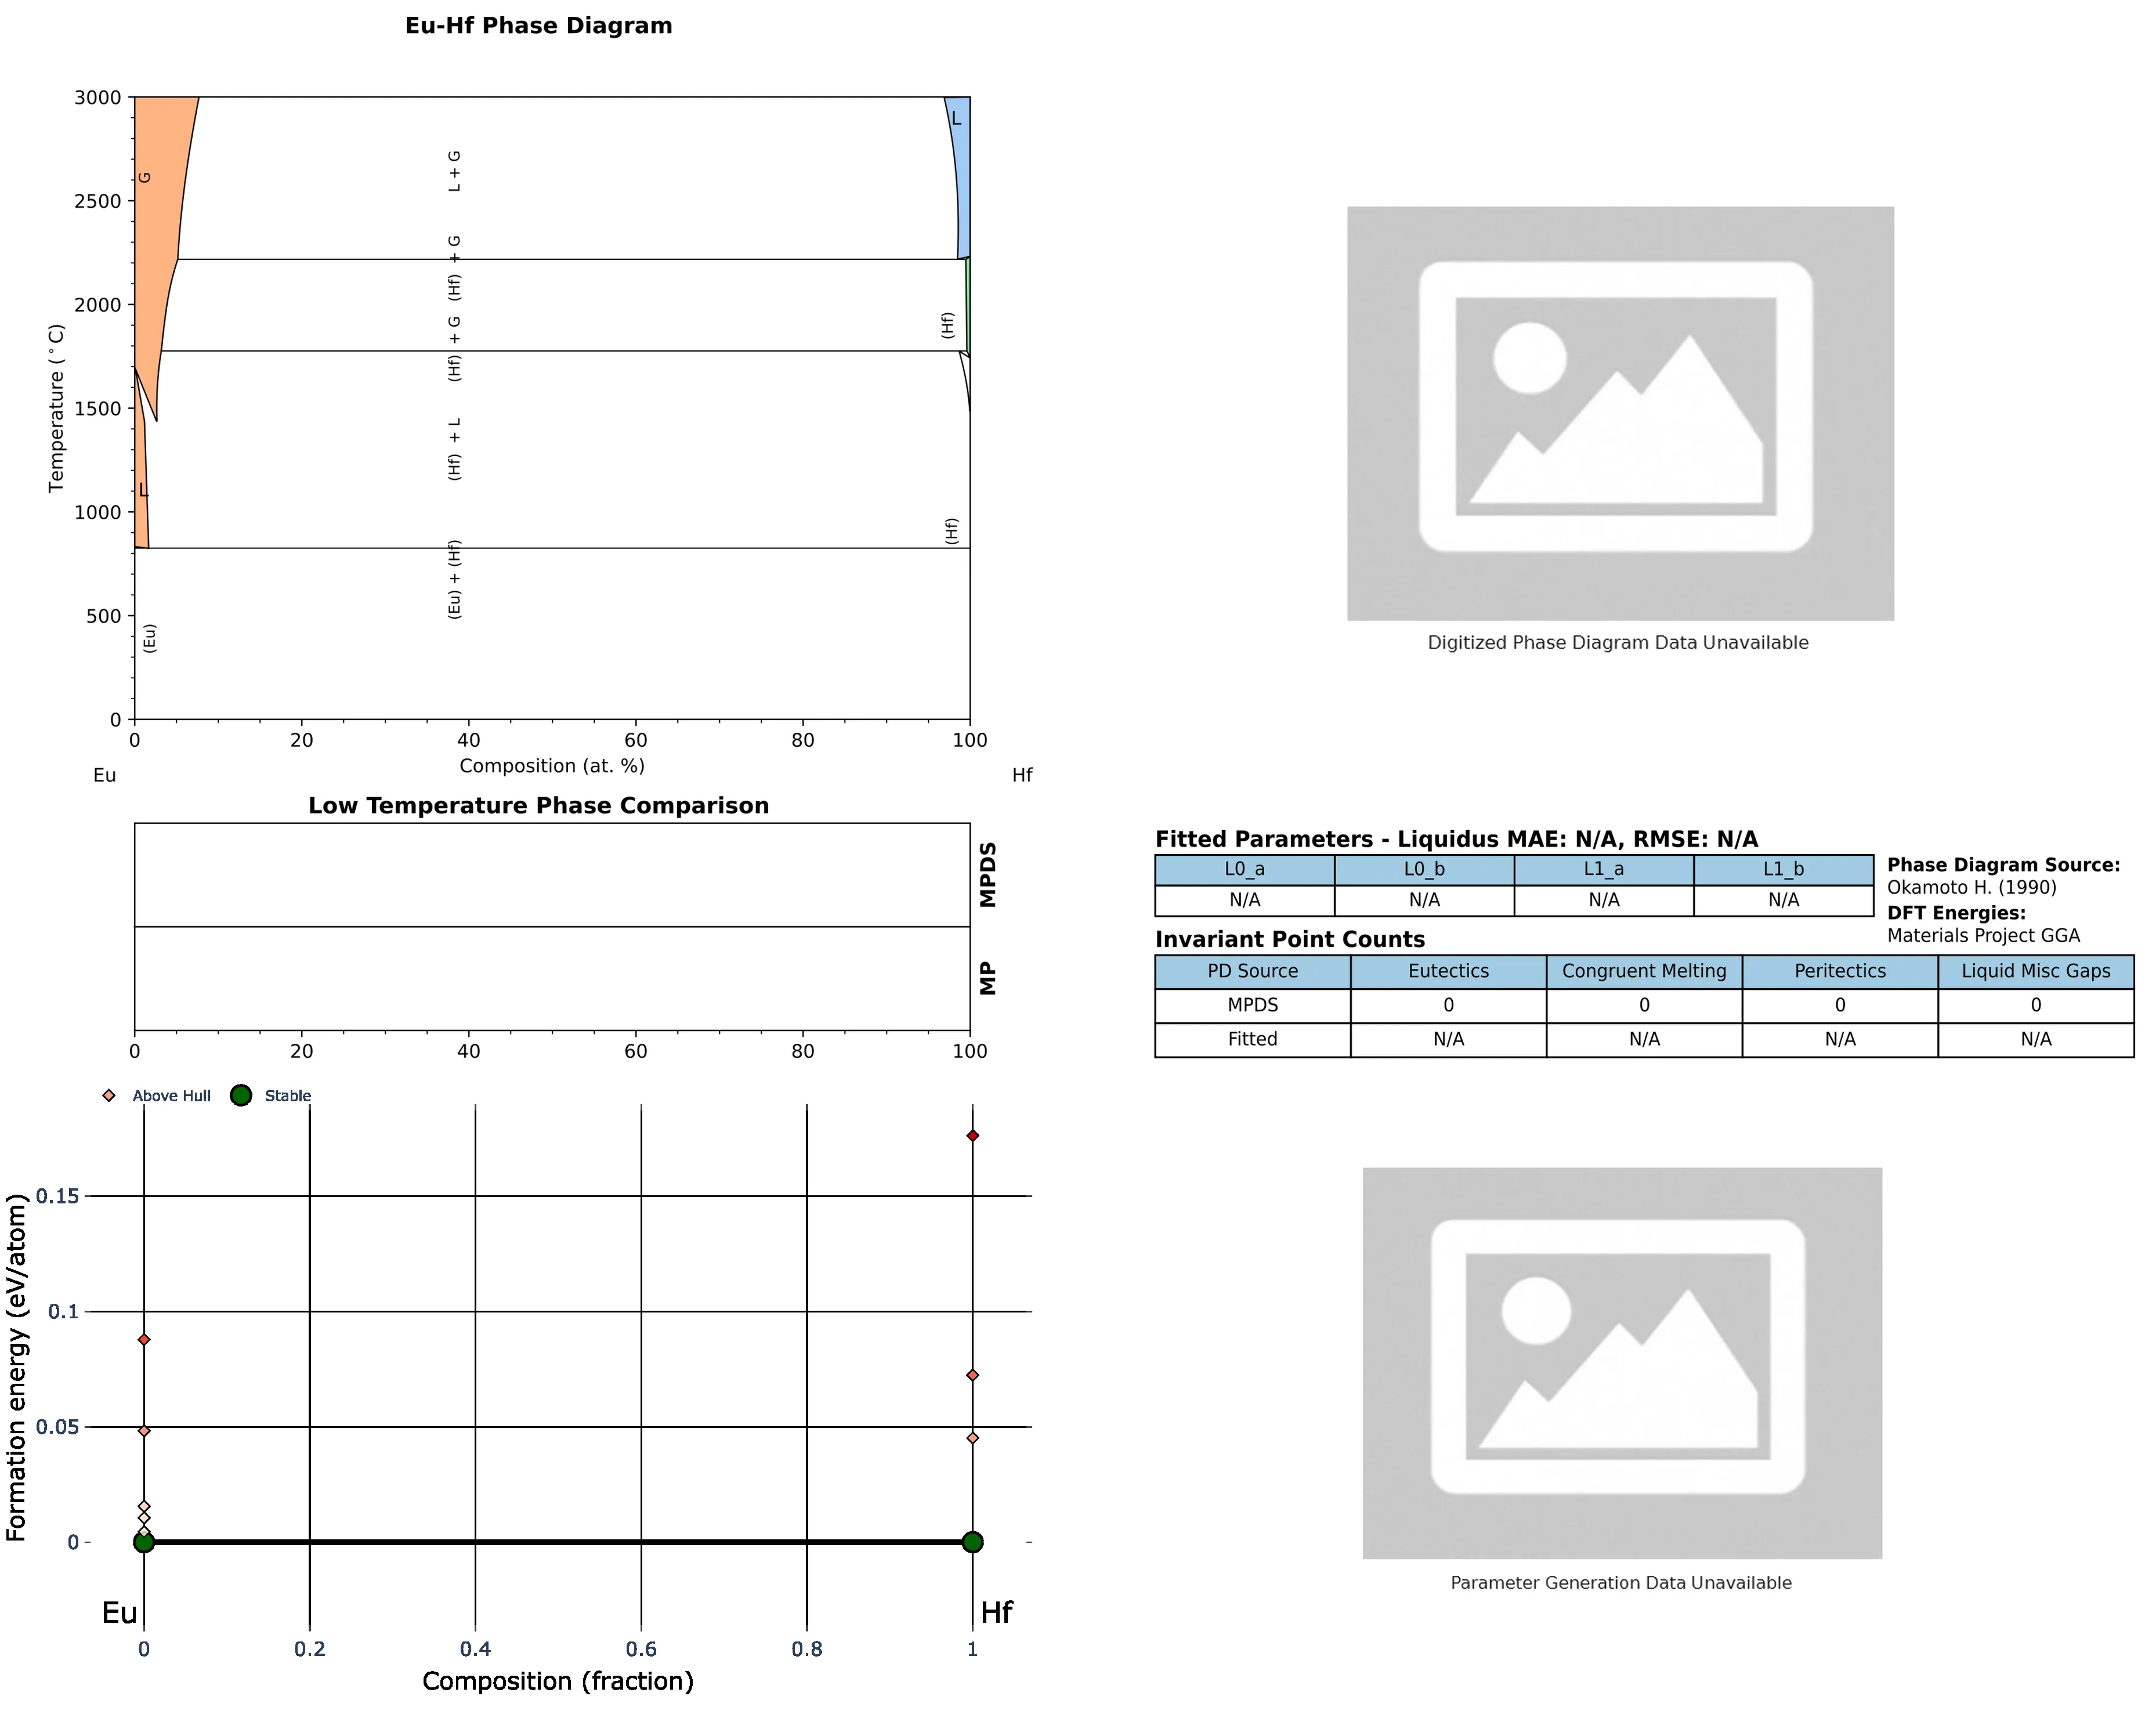 Eu-Hf Phase Diagram
3000
2500
2000
1500
1000
500
0
Temperature (°C)
G
L
(Eu)
L + G
(Hf) + G
(Hf) + G
(Hf) + L
(Eu) + (Hf)
L
(Hf)
(Hf)
0 20 40 60 80 100
Composition (at. %)
Eu Hf
Digitized Phase Diagram Data Unavailable
Low Temperature Phase Comparison
MPDS
MP
0 20 40 60 80 100
Fitted Parameters - Liquidus MAE: N/A, RMSE: N/A
L0_a L0_b L1_a L1_b
N/A N/A N/A N/A
Phase Diagram Source:
Okamoto H. (1990)
DFT Energies:
Materials Project GGA
Invariant Point Counts
PD Source Eutectics Congruent Melting Peritectics Liquid Misc Gaps
MPDS 0 0 0 0
Fitted N/A N/A N/A N/A
Above Hull Stable
0.15
0.1
0.05
0
Formation energy (eV/atom)
Eu Hf
0 0.2 0.4 0.6 0.8 1
Composition (fraction)
Parameter Generation Data Unavailable